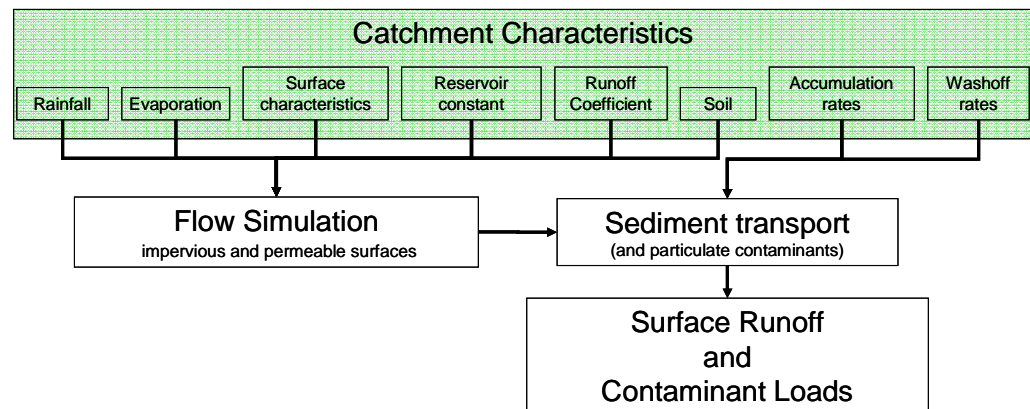 Catchment Characteristics
Rainfall
Evaporation
Surface
characteristics
Reservoir
constant
Runoff
Coefficient
Soil
Accumulation
rates
Washoff
rates
Flow Simulation
impervious and permeable surfaces
Sediment transport
(and particulate contaminants)
Surface Runoff
and
Contaminant Loads